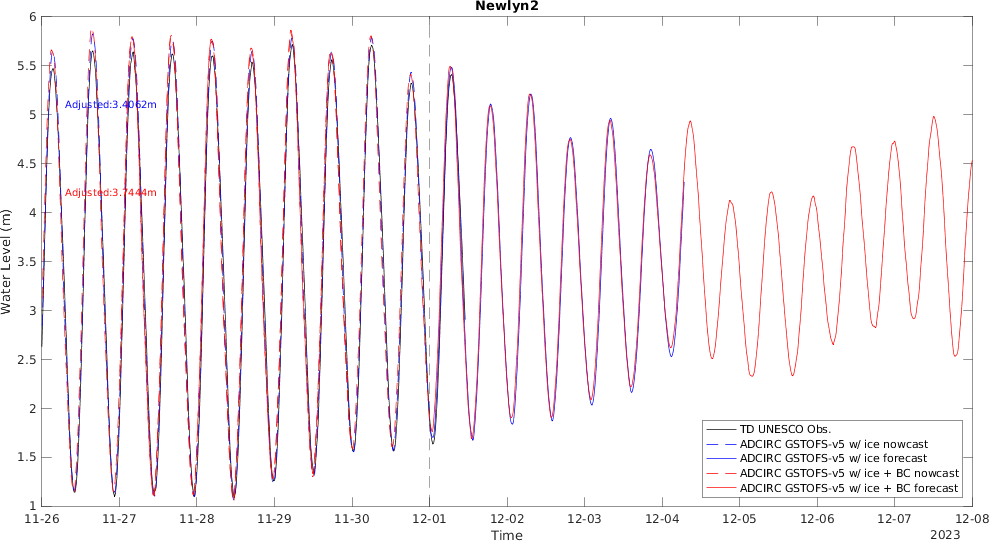 Newlyn2
6
5.5
5
4.5
4
3.5
3
2.5
2
1.5
1
Water Level (m)
Adjusted:3.4062m
Adjusted:3.7444m
TD UNESCO Obs.
ADCIRC GSTOFS-v5 w/ ice nowcast
ADCIRC GSTOFS-v5 w/ ice forecast
ADCIRC GSTOFS-v5 w/ ice + BC nowcast
ADCIRC GSTOFS-v5 w/ ice + BC forecast
11-26 11-27 11-28 11-29 11-30 12-01 12-02 12-03 12-04 12-05 12-06 12-07 12-08
Time
2023